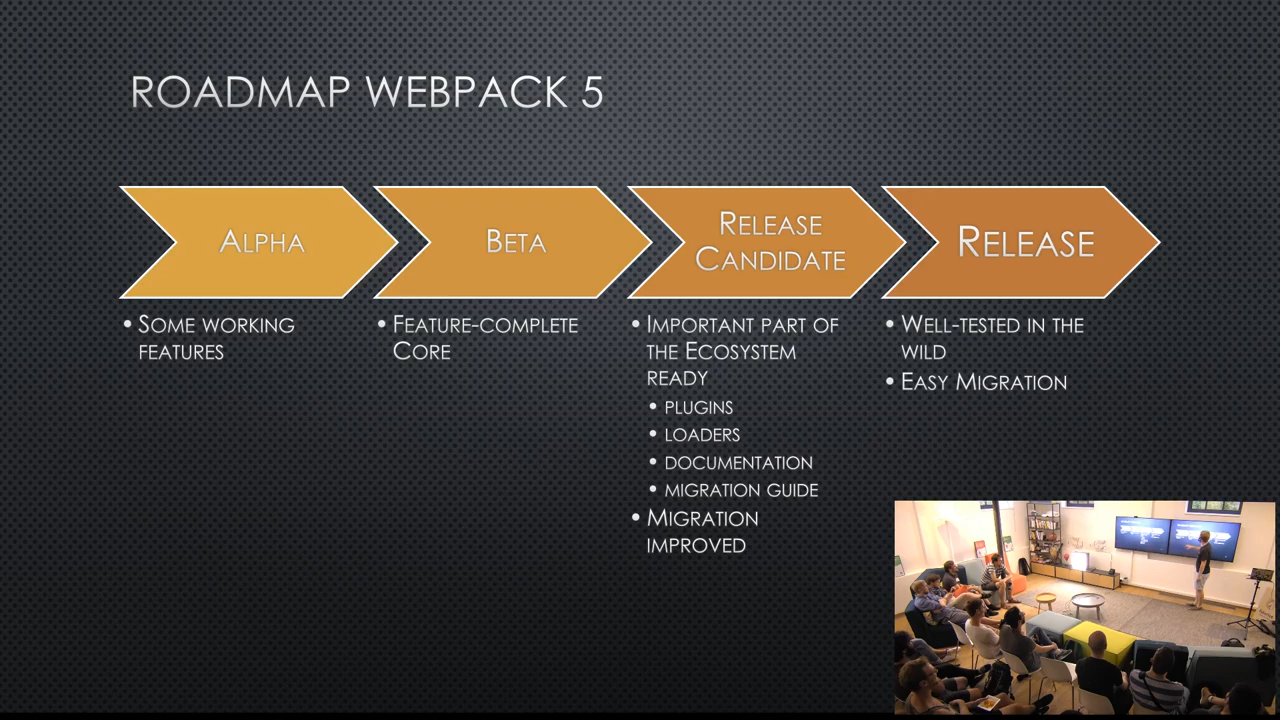 ROADMAP WEBPACK 5
ALPHA
BETA
RELEASE
CANDIDATE
RELEASE
• SOME WORKING
FEATURES
• FEATURE-COMPLETE
CORE
• IMPORTANT PART OF
THE ECOSYSTEM
READY
• PLUGINS
• LOADERS
• DOCUMENTATION
• MIGRATION GUIDE
• MIGRATION
IMPROVED
• WELL-TESTED IN THE
WILD
• EASY MIGRATION